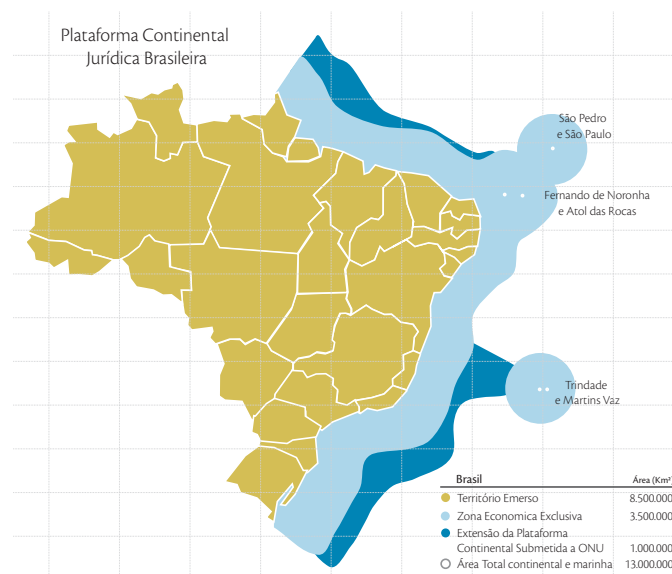 Plataforma Continental
Jurídica Brasileira
São Pedro
e São Paulo
Fernando de Noronha
e Atol das Rocas
Trindade
e Martins Vaz
Brasil Área (Km²)
Território Emerso 8.500.000
Zona Economica Exclusiva 3.500.000
Extensão da Plataforma
Continental Submetida a ONU 1.000.000
Área Total continental e marinha 13.000.000